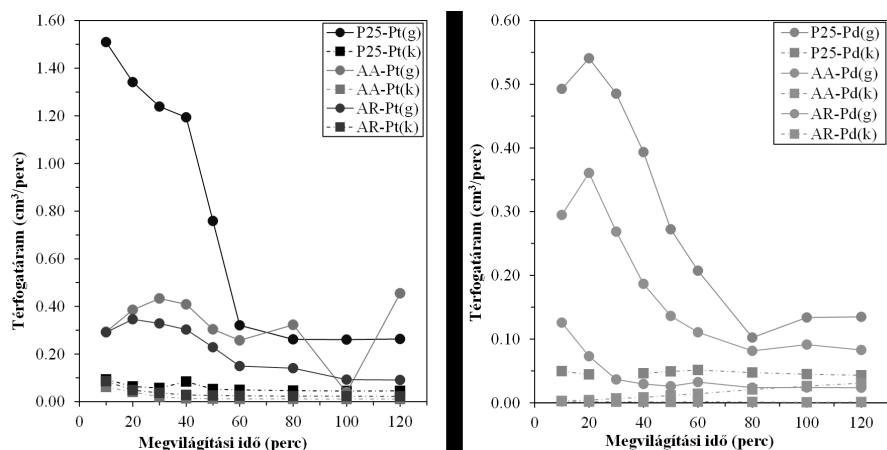 1.60
1.40
1.20
1.00
0.80
0.60
0.40
0.20
0.00
Térfogatáram (cm³/perc)
0
20
40
60
80
100
120
Megvilágítási idő (perc)
P25-Pt(g)
P25-Pt(k)
AA-Pt(g)
AA-Pt(k)
AR-Pt(g)
AR-Pt(k)
0.60
0.50
0.40
0.30
0.20
0.10
0.00
Térfogatáram (cm³/perc)
0
20
40
60
80
100
120
Megvilágítási idő (perc)
P25-Pd(g)
P25-Pd(k)
AA-Pd(g)
AA-Pd(k)
AR-Pd(g)
AR-Pd(k)